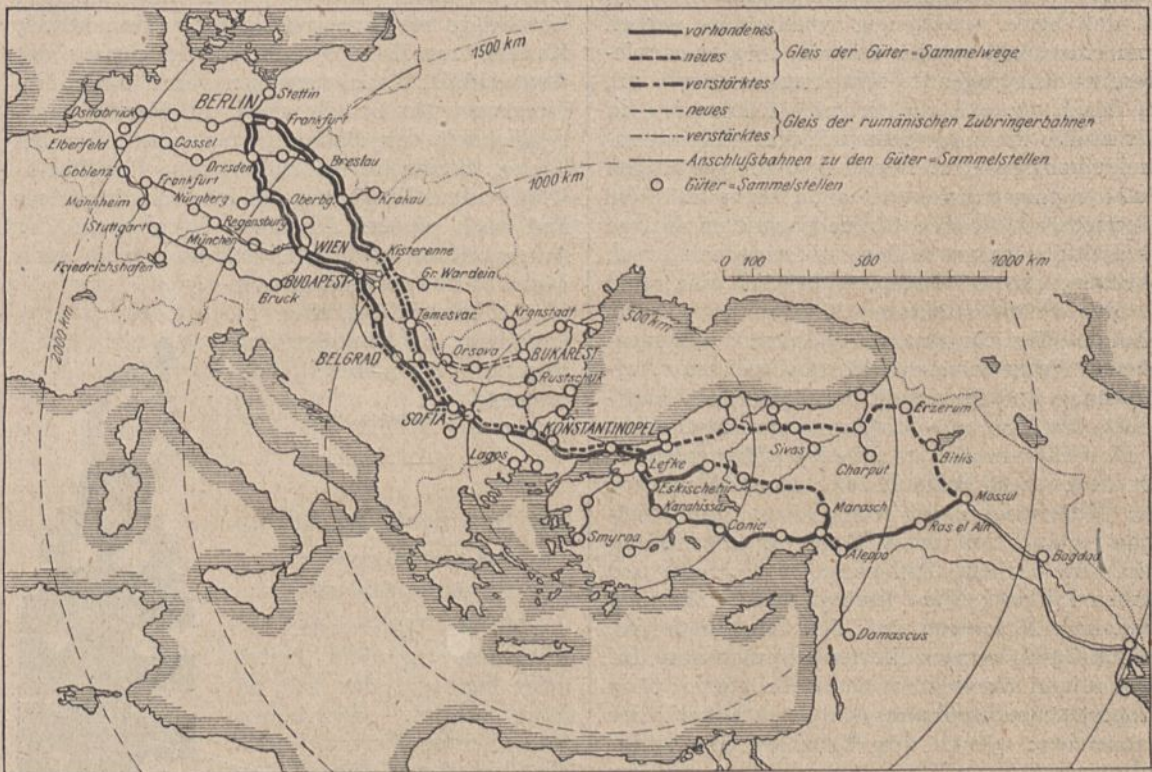 vorhandenes
neues
verstärktes
Gleis der Güter=Sammelwege
neues
verstärktes
Gleis der rumänischen Zubringerbahnen
Anschlußbahnen zu den Güter=Sammelstellen
Güter=Sammelstellen
0 100 500 1000 km
1500 km
1000 km
500 km
2000 km
Stettin
BERLIN
Osnabrück
Frankfurt
Elberfeld
Cassel
Dresden
Breslau
Coblenz
Frankfurt
Mannheim
Nürnberg
Oberbg.
Krakau
Stuttgart
Regensburg
München
WIEN
Kisterenne
Friedrichshafen
BUDAPEST
Gr. Wardein
Bruck
Temesvar
Kronstadt
BELGRAD
Orsova
BUKAREST
Rustschuk
SOFIA
KONSTANTINOPEL
Lagos
Lefke
Eskischehir
Karahissar
Smyrna
Conia
Sivas
Charput
Erzerum
Bitlis
Marasch
Mossul
Ras el Ain
Aleppo
Bagdad
Damascus